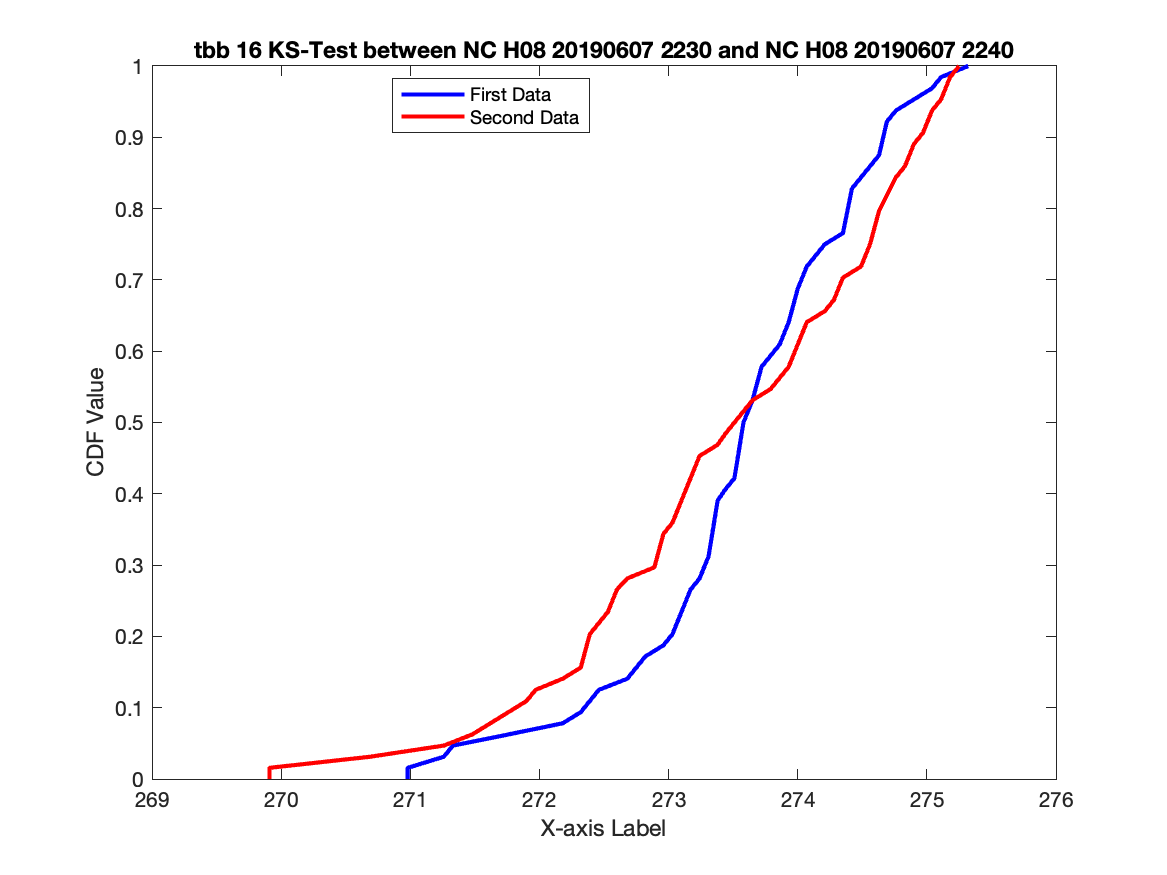 tbb 16 KS-Test between NC H08 20190607 2230 and NC H08 20190607 2240
First Data
Second Data
1
0.9
0.8
0.7
0.6
0.5
0.4
0.3
0.2
0.1
0
CDF Value
269 270 271 272 273 274 275 276
X-axis Label